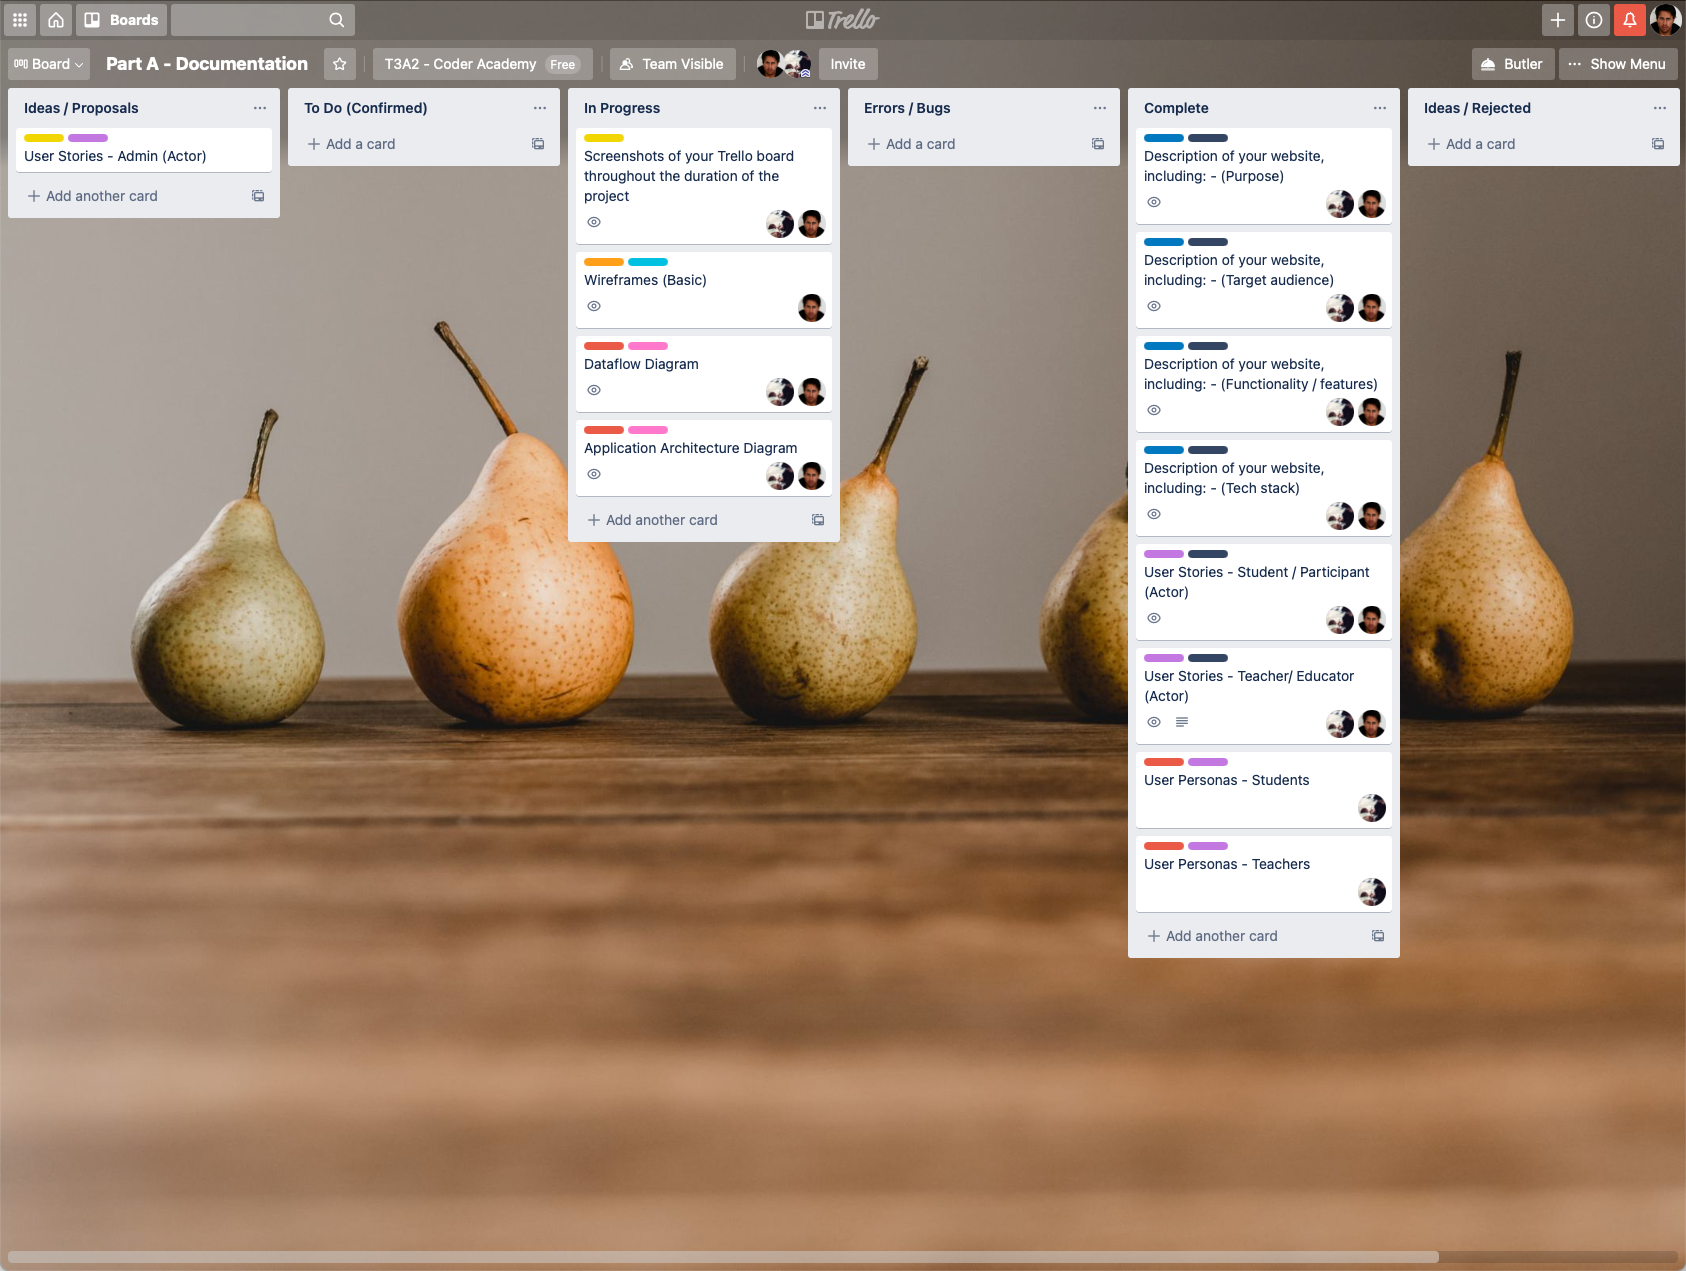 Boards
Trello
Board
Part A - Documentation
T3A2 - Coder Academy Free
Team Visible
Invite
Butler
Show Menu
Ideas / Proposals
User Stories - Admin (Actor)
Add another card
To Do (Confirmed)
Add a card
In Progress
Screenshots of your Trello board
throughout the duration of the
project
Wireframes (Basic)
Dataflow Diagram
Application Architecture Diagram
Add another card
Errors / Bugs
Add a card
Complete
Description of your website,
including: - (Purpose)
Description of your website,
including: - (Target audience)
Description of your website,
including: - (Functionality / features)
Description of your website,
including: - (Tech stack)
User Stories - Student / Participant
(Actor)
User Stories - Teacher/ Educator
(Actor)
User Personas - Students
User Personas - Teachers
Add another card
Ideas / Rejected
Add a card